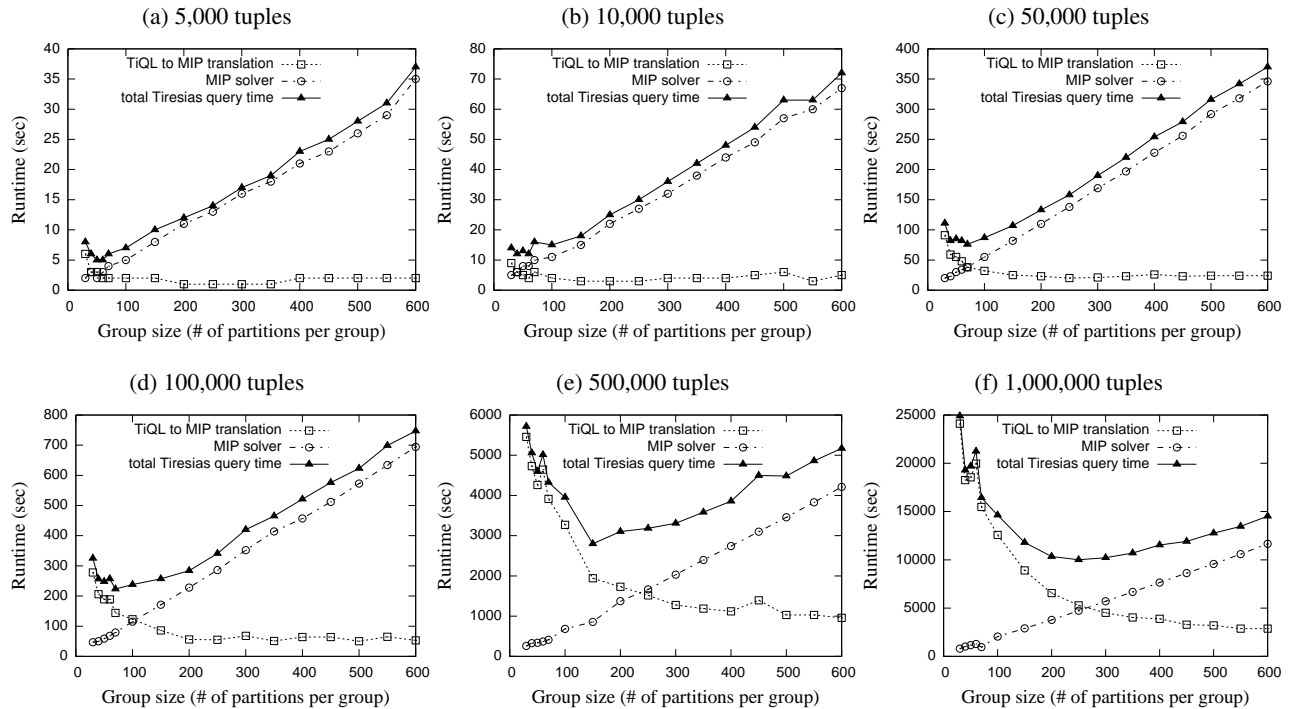 (a) 5,000 tuples
40
35
30
25
20
15
10
5
0
Runtime (sec)
TiQL to MIP translation
MIP solver
total Tiresias query time
0 100 200 300 400 500 600
Group size (# of partitions per group)
(b) 10,000 tuples
80
70
60
50
40
30
20
10
0
Runtime (sec)
TiQL to MIP translation
MIP solver
total Tiresias query time
0 100 200 300 400 500 600
Group size (# of partitions per group)
(c) 50,000 tuples
400
350
300
250
200
150
100
50
0
Runtime (sec)
TiQL to MIP translation
MIP solver
total Tiresias query time
0 100 200 300 400 500 600
Group size (# of partitions per group)
(d) 100,000 tuples
800
700
600
500
400
300
200
100
0
Runtime (sec)
TiQL to MIP translation
MIP solver
total Tiresias query time
0 100 200 300 400 500 600
Group size (# of partitions per group)
(e) 500,000 tuples
6000
5000
4000
3000
2000
1000
0
Runtime (sec)
TiQL to MIP translation
MIP solver
total Tiresias query time
0 100 200 300 400 500 600
Group size (# of partitions per group)
(f) 1,000,000 tuples
25000
20000
15000
10000
5000
0
Runtime (sec)
TiQL to MIP translation
MIP solver
total Tiresias query time
0 100 200 300 400 500 600
Group size (# of partitions per group)